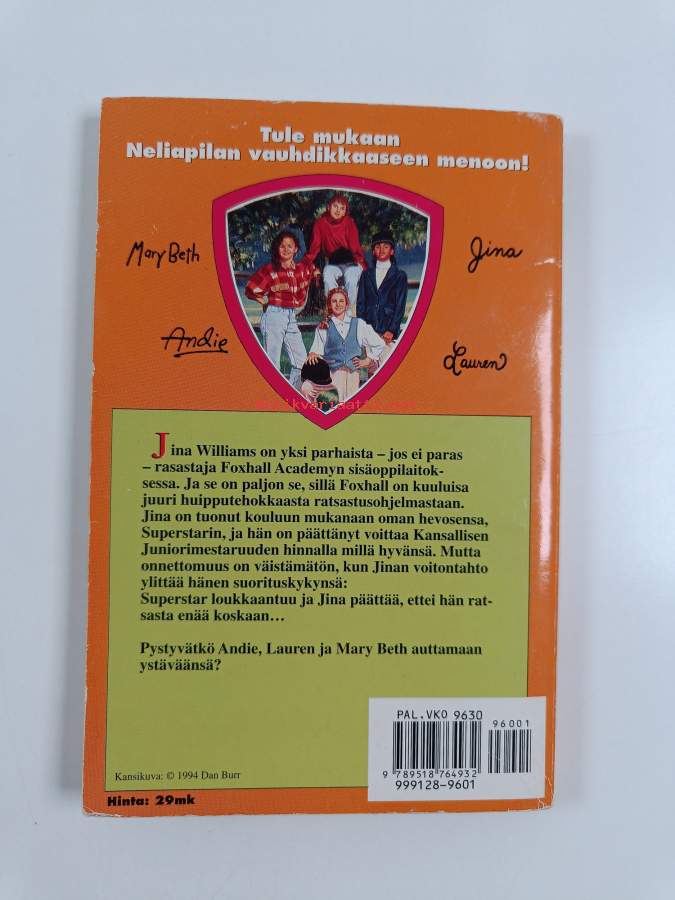 Tule mukaan
Neliapilan vauhdikkaaseen menoon!
Mary Beth
Jina
Andie
Lauren
Antikvariaatti.net
Jina Williams on yksi parhaista – jos ei paras
– rasastaja Foxhall Academyn sisäoppilaitok-
sessa. Ja se on paljon se, sillä Foxhall on kuuluisa
juuri huipputehokkaasta ratsastusohjelmastaan.
Jina on tuonut kouluun mukanaan oman hevosensa,
Superstarin, ja hän on päättänyt voittaa Kansallisen
Juniorimestaruuden hinnalla millä hyvänsä. Mutta
onnettomuus on väistämätön, kun Jinan voitontahto
ylittää hänen suorituskykynsä:
Superstar loukkaantuu ja Jina päättää, ettei hän rat-
sasta enää koskaan...
Pystyvätkö Andie, Lauren ja Mary Beth auttamaan
ystäväänsä?
PAL.VKO 9630
96001
9 789518 764932
999128-9601
Kansikuva: © 1994 Dan Burr
Hinta: 29mk